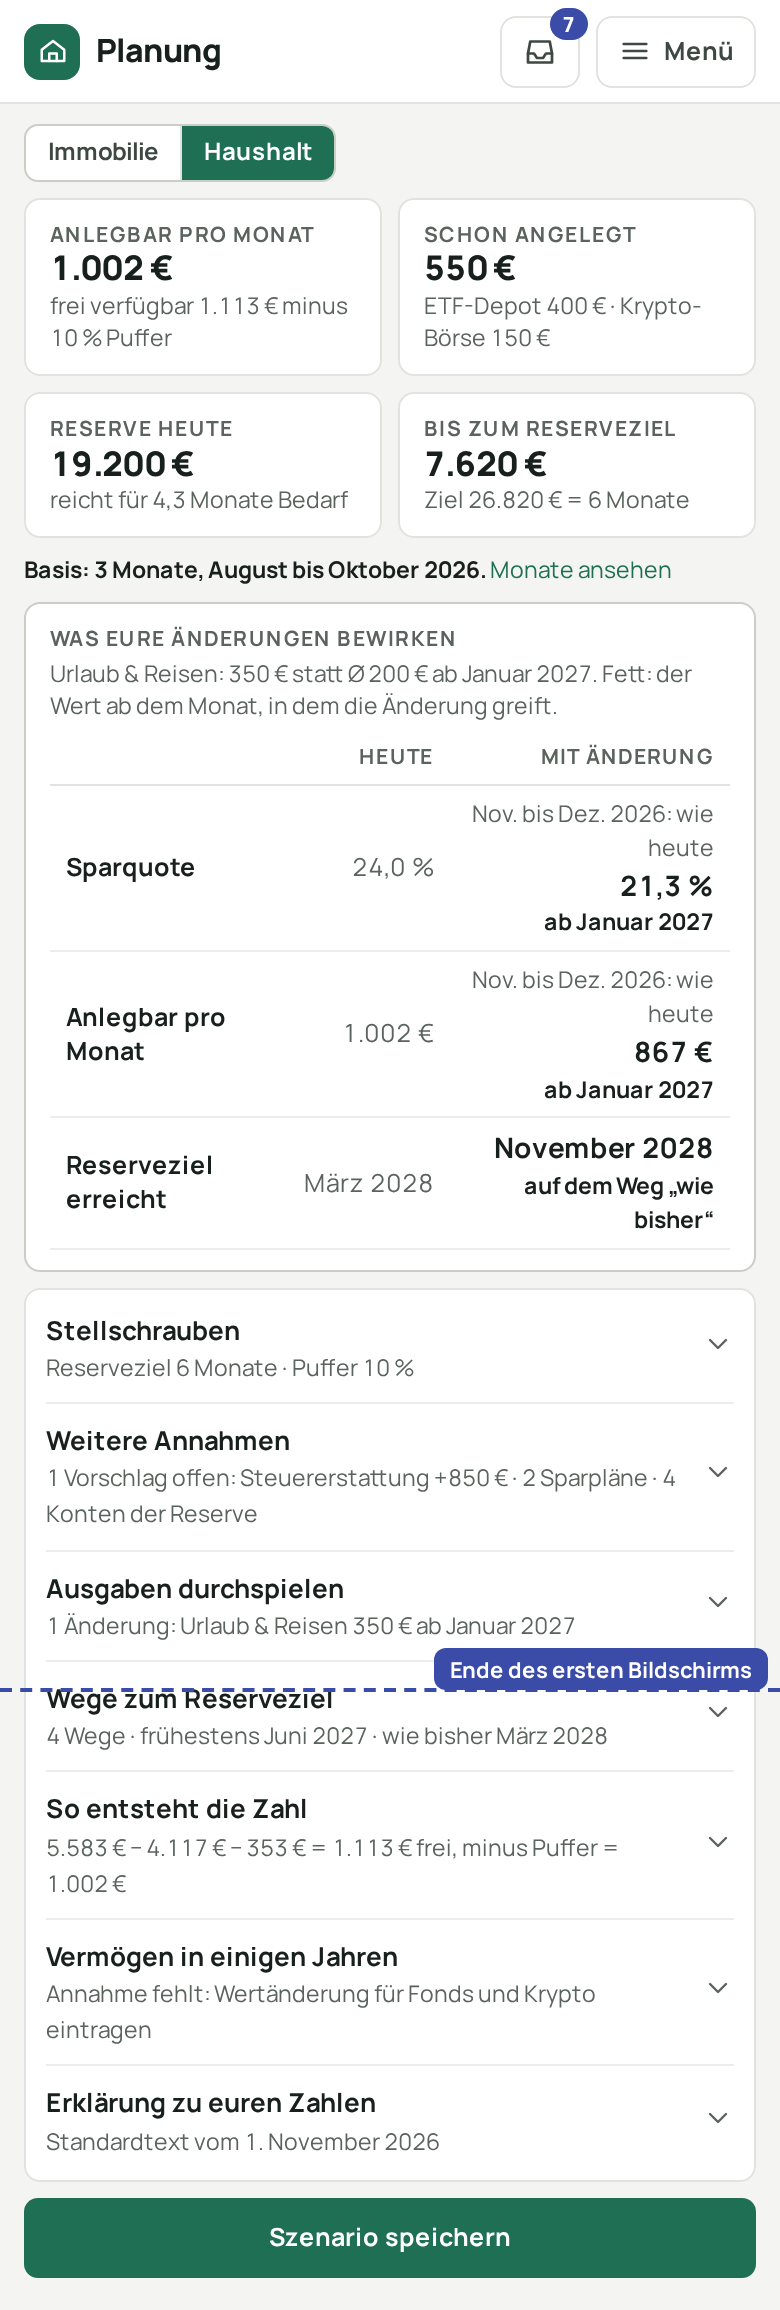 Planung
7
Menü
Immobilie
Haushalt
ANLEGBAR PRO MONAT
1.002 €
frei verfügbar 1.113 € minus
10 % Puffer
SCHON ANGELEGT
550 €
ETF-Depot 400 € · Krypto-
Börse 150 €
RESERVE HEUTE
19.200 €
reicht für 4,3 Monate Bedarf
BIS ZUM RESERVEZIEL
7.620 €
Ziel 26.820 € = 6 Monate
Basis: 3 Monate, August bis Oktober 2026. Monate ansehen
WAS EURE ÄNDERUNGEN BEWIRKEN
Urlaub & Reisen: 350 € statt Ø 200 € ab Januar 2027. Fett: der
Wert ab dem Monat, in dem die Änderung greift.
HEUTE
MIT ÄNDERUNG
Sparquote
24,0 %
Nov. bis Dez. 2026: wie
heute
21,3 %
ab Januar 2027
Anlegbar pro
Monat
1.002 €
Nov. bis Dez. 2026: wie
heute
867 €
ab Januar 2027
Reserveziel
erreicht
März 2028
November 2028
auf dem Weg „wie
bisher“
Stellschrauben
Reserveziel 6 Monate · Puffer 10 %
Weitere Annahmen
1 Vorschlag offen: Steuererstattung +850 € · 2 Sparpläne · 4
Konten der Reserve
Ausgaben durchspielen
1 Änderung: Urlaub & Reisen 350 € ab Januar 2027
Ende des ersten Bildschirms
Wege zum Reserveziel
4 Wege · frühestens Juni 2027 · wie bisher März 2028
So entsteht die Zahl
5.583 € – 4.117 € – 353 € = 1.113 € frei, minus Puffer =
1.002 €
Vermögen in einigen Jahren
Annahme fehlt: Wertänderung für Fonds und Krypto
eintragen
Erklärung zu euren Zahlen
Standardtext vom 1. November 2026
Szenario speichern